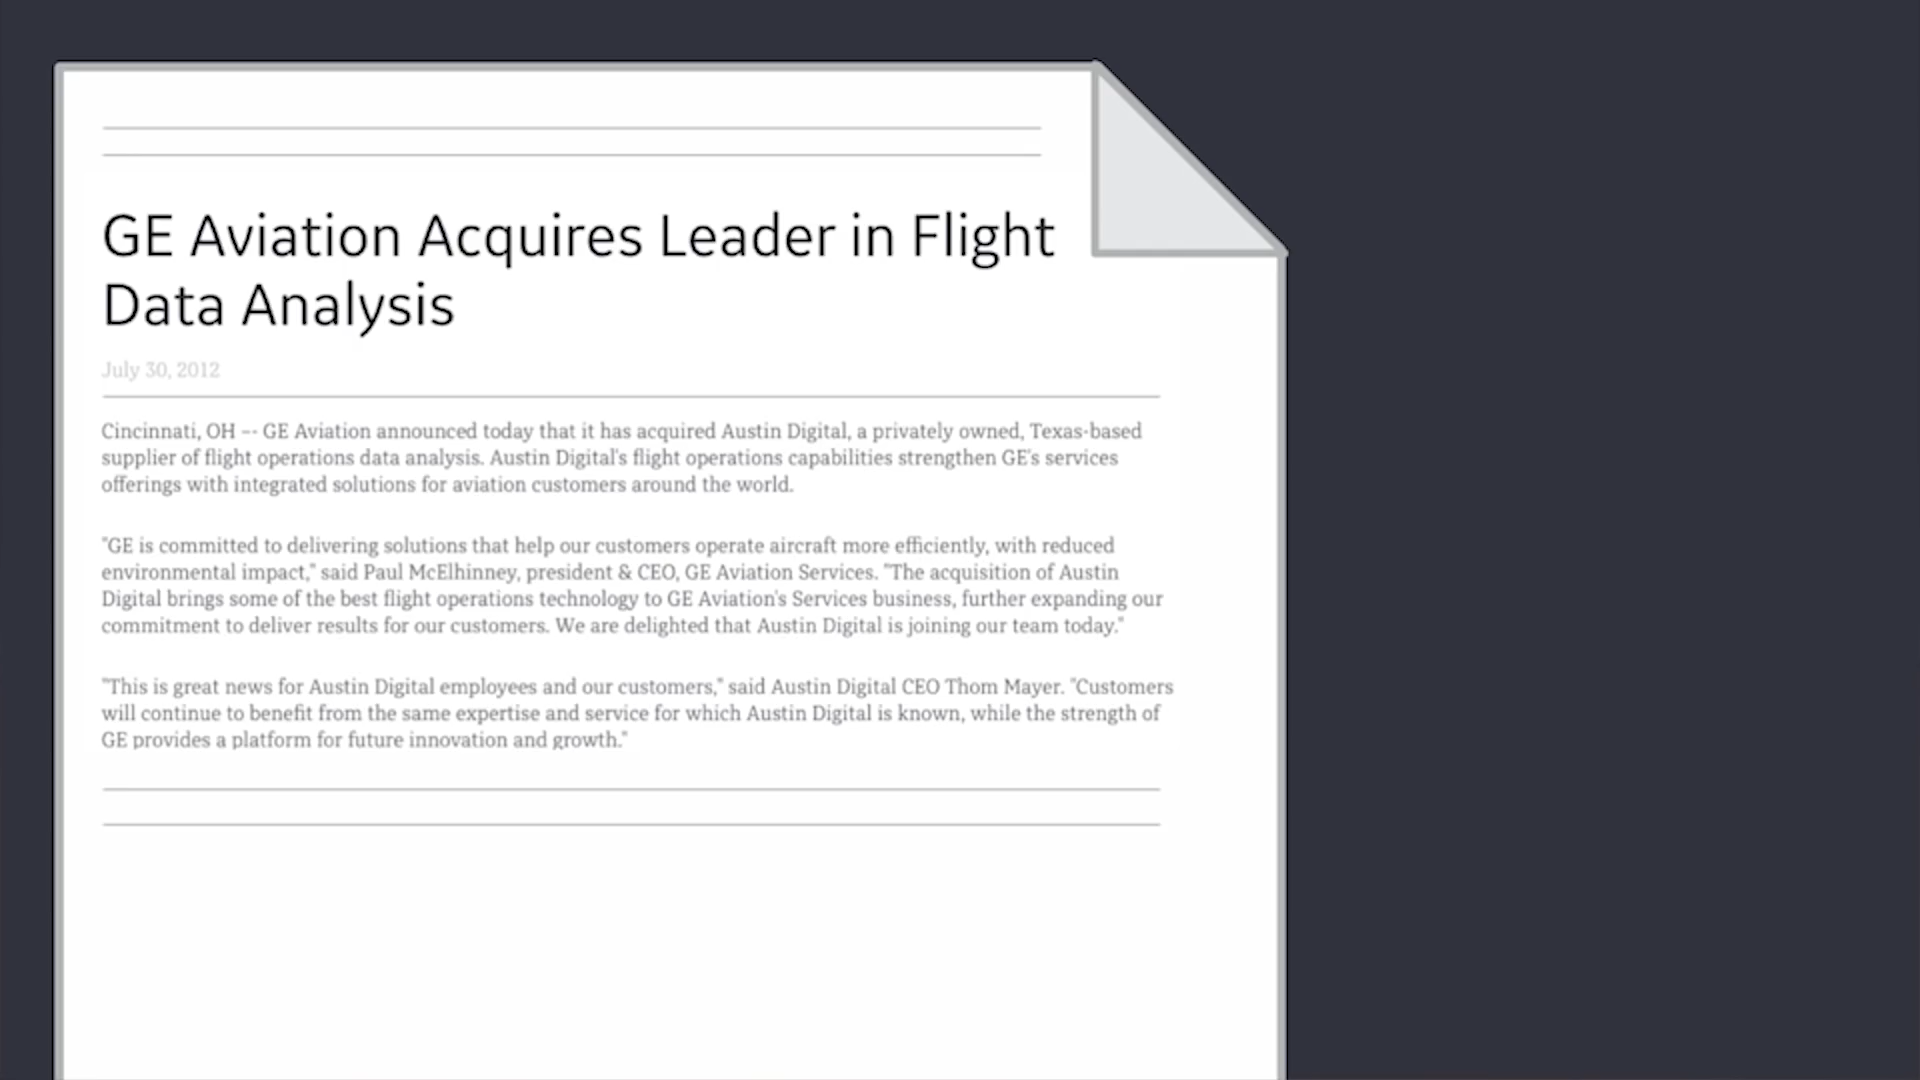 GE Aviation Acquires Leader in Flight
Data Analysis
July 30, 2012
Cincinnati, OH -- GE Aviation announced today that it has acquired Austin Digital, a privately owned, Texas-based
supplier of flight operations data analysis. Austin Digital's flight operations capabilities strengthen GE's services
offerings with integrated solutions for aviation customers around the world.
"GE is committed to delivering solutions that help our customers operate aircraft more efficiently, with reduced
environmental impact," said Paul McElhinney, president & CEO, GE Aviation Services. "The acquisition of Austin
Digital brings some of the best flight operations technology to GE Aviation's Services business, further expanding our
commitment to deliver results for our customers. We are delighted that Austin Digital is joining our team today."
"This is great news for Austin Digital employees and our customers," said Austin Digital CEO Thom Mayer. "Customers
will continue to benefit from the same expertise and service for which Austin Digital is known, while the strength of
GE provides a platform for future innovation and growth."